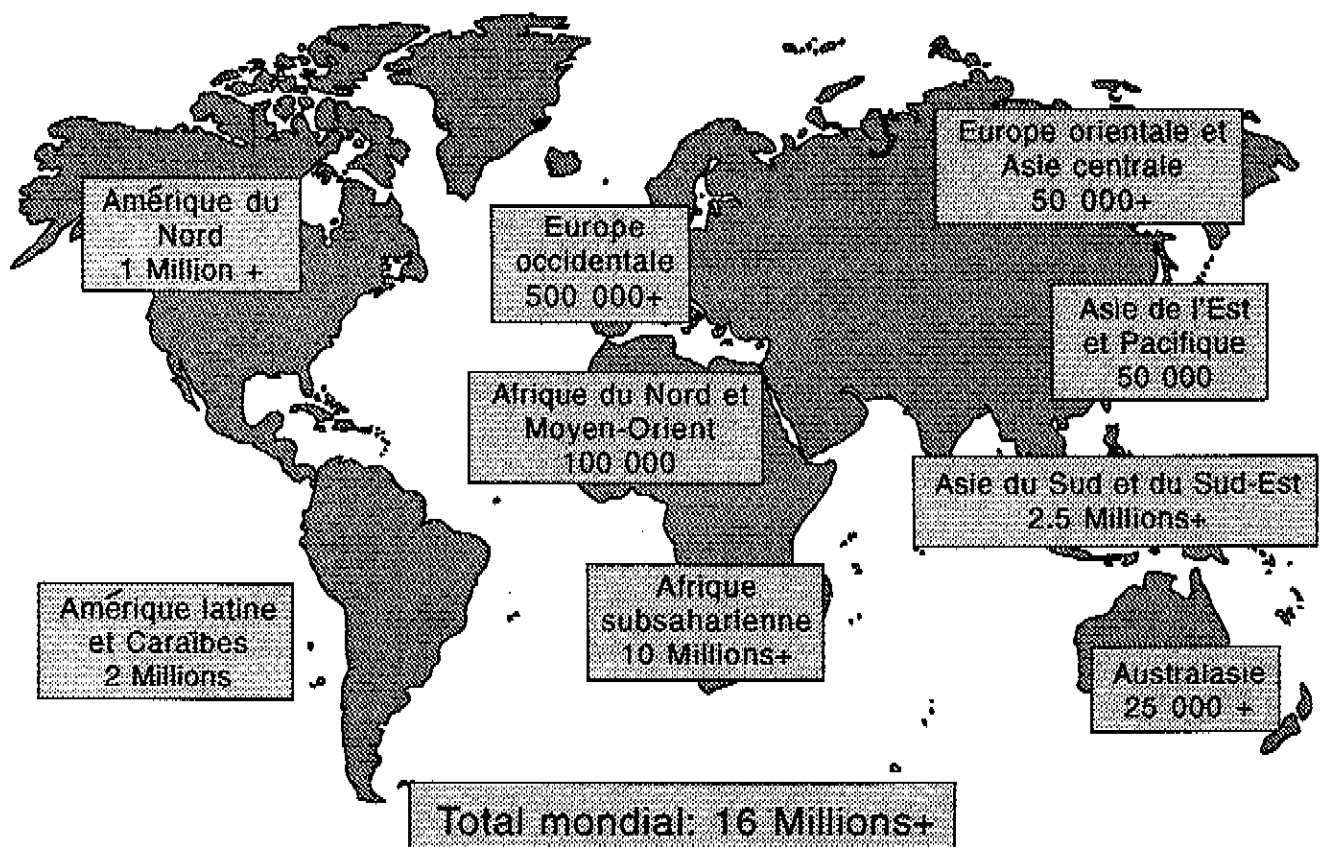 Amérique du
Nord
1 Million +
Europe
occidentale
500 000+
Europe orientale et
Asie centrale
50 000+
Asie de l'Est
et Pacifique
50 000
Afrique du Nord et
Moyen-Orient
100 000
Asie du Sud et du Sud-Est
2.5 Millions+
Amérique latine
et Caraïbes
2 Millions
Afrique
subsaharienne
10 Millions+
Australasie
25 000 +
Total mondial: 16 Millions+